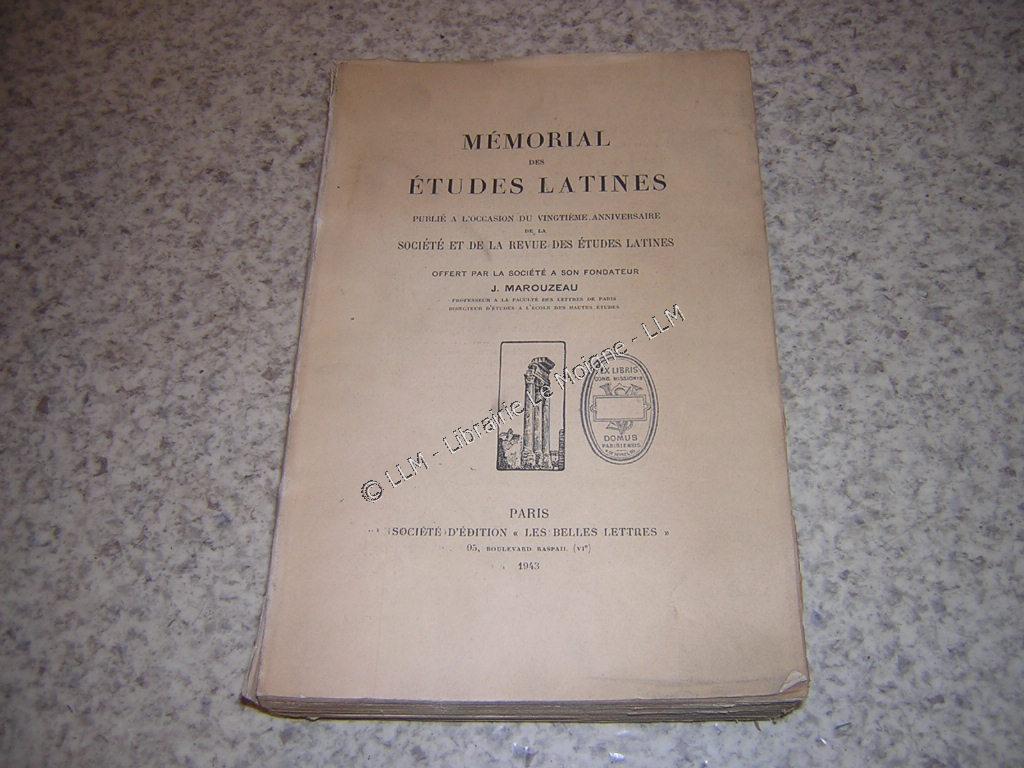 MÉMORIAL
DES
ÉTUDES LATINES
PUBLIÉ A L'OCCASION DU VINGTIÈME ANNIVERSAIRE
DE LA
SOCIÉTÉ ET DE LA REVUE DES ÉTUDES LATINES
OFFERT PAR LA SOCIÉTÉ A SON FONDATEUR
J. MAROUZEAU
PROFESSEUR A LA FACULTÉ DES LETTRES DE PARIS
DIRECTEUR D'ÉTUDES A L'ÉCOLE DES HAUTES ÉTUDES
EX LIBRIS
CONG. MISSIONIS
DOMUS
PARISIENSIS
© LLM - Librairie Le Moigne - LLM
PARIS
SOCIÉTÉ D'ÉDITION « LES BELLES LETTRES »
95, BOULEVARD RASPAIL (VIe)
1943